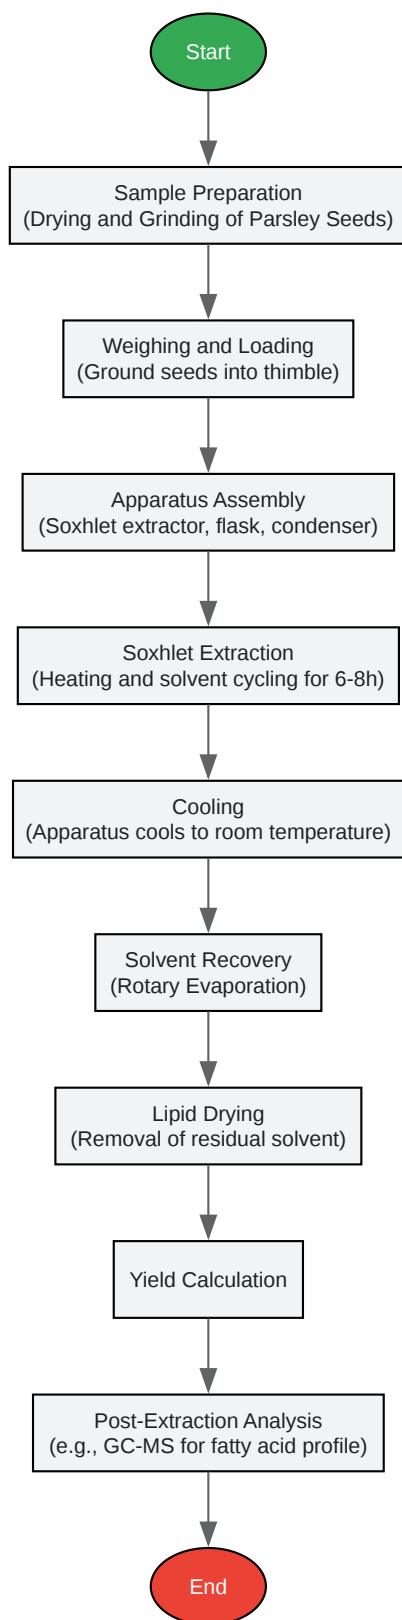 Start
Sample Preparation
(Drying and Grinding of Parsley Seeds)
Weighing and Loading
(Ground seeds into thimble)
Apparatus Assembly
(Soxhlet extractor, flask, condenser)
Soxhlet Extraction
(Heating and solvent cycling for 6-8h)
Cooling
(Apparatus cools to room temperature)
Solvent Recovery
(Rotary Evaporation)
Lipid Drying
(Removal of residual solvent)
Yield Calculation
Post-Extraction Analysis
(e.g., GC-MS for fatty acid profile)
End